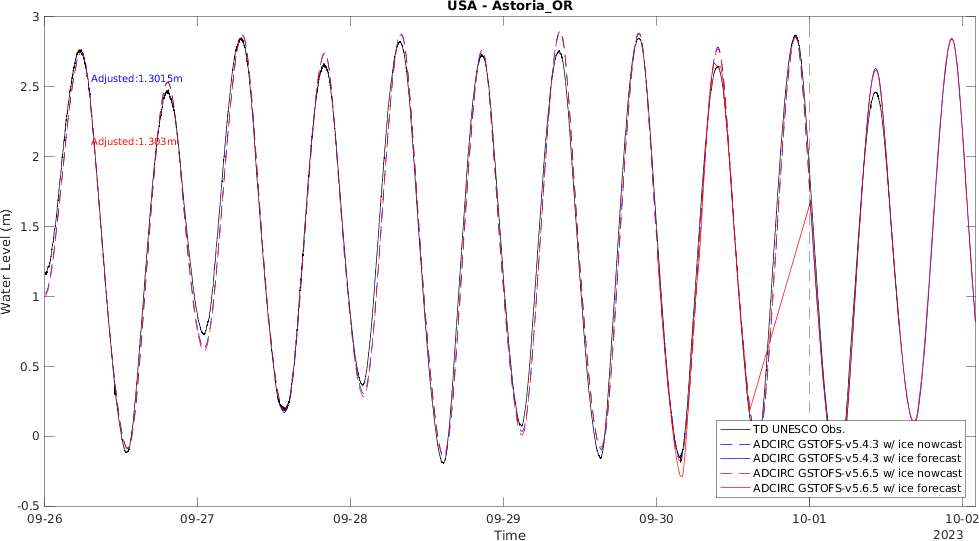 USA - Astoria_OR
3
2.5
2
1.5
1
0.5
0
-0.5
Water Level (m)
Adjusted:1.3015m
Adjusted:1.303m
TD UNESCO Obs.
ADCIRC GSTOFS-v5.4.3 w/ ice nowcast
ADCIRC GSTOFS-v5.4.3 w/ ice forecast
ADCIRC GSTOFS-v5.6.5 w/ ice nowcast
ADCIRC GSTOFS-v5.6.5 w/ ice forecast
09-26 09-27 09-28 09-29 09-30 10-01 10-02
Time
2023